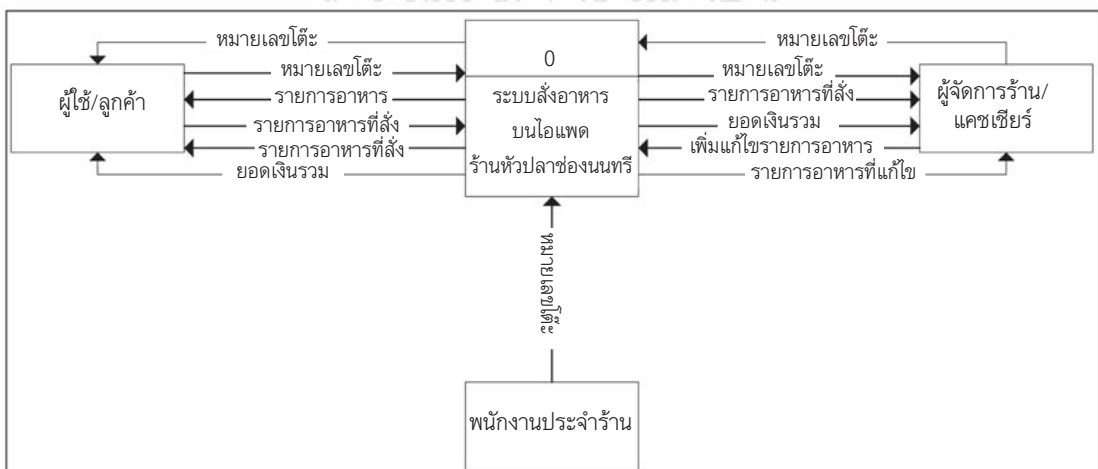 หมายเลขโต๊ะ
หมายเลขโต๊ะ
รายการอาหาร
รายการอาหารที่สั่ง
รายการอาหารที่สั่ง
ยอดเงินรวม
ผู้ใช้/ลูกค้า
0
ระบบสั่งอาหาร
บนไอแพด
ร้านหัวปลาช่องนนทรี
หมายเลขโต๊ะ
หมายเลขโต๊ะ
รายการอาหารที่สั่ง
ยอดเงินรวม
เพิ่มแก้ไขรายการอาหาร
รายการอาหารที่แก้ไข
ผู้จัดการร้าน/
แคชเชียร์
หมายเลขโต๊ะ
พนักงานประจำร้าน